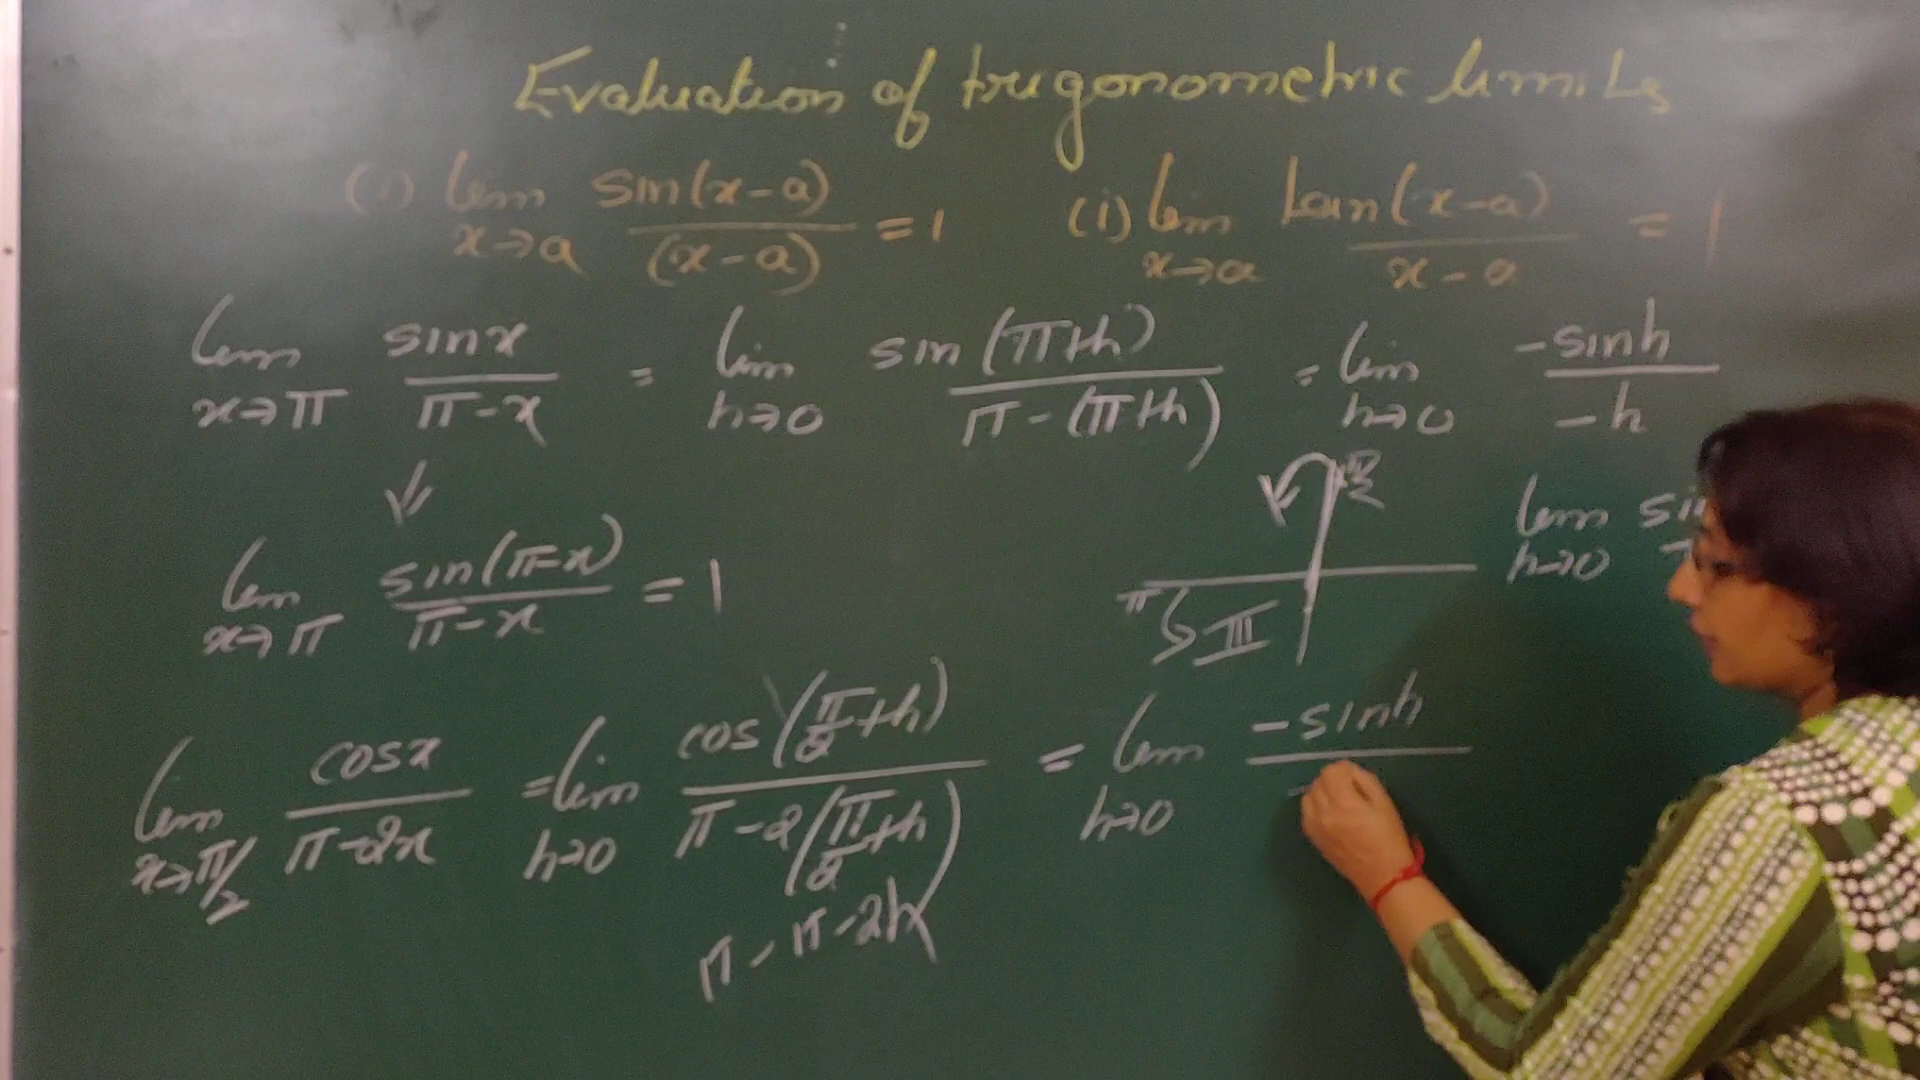 Evaluation of trigonometric limits
(i) lim x→a sin(x-a)/(x-a) = 1 (i) lim x→a tan(x-a)/x-a = 1
lim x→π sinx/π-x = lim h→0 sin(π+h)/π-(π+h) = lim h→0 -sinh/-h
π/2
lim h→0
lim x→π sin(π-x)/π-x = 1
π III
lim x→π/2 cosx/π-2x = lim h→0 cos(π/2+h)/π-2(π/2+h) = lim h→0 -sinh
π-π-2h